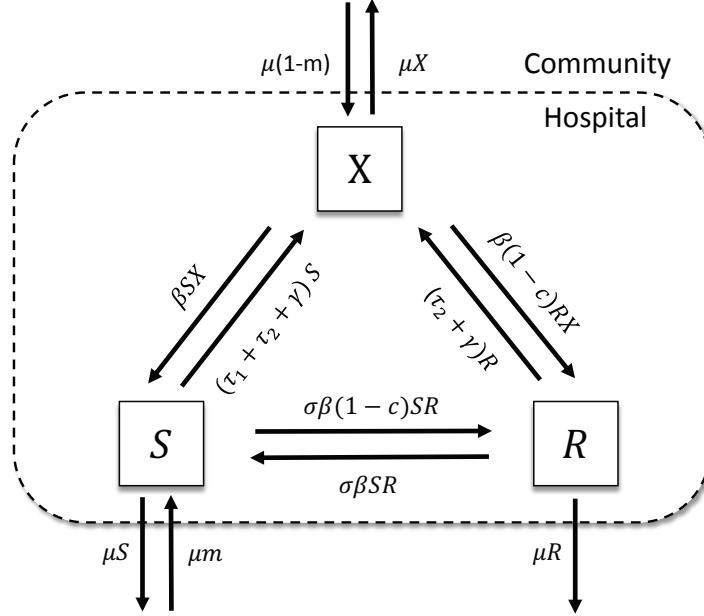 μ(1-m)
μX
Community
Hospital
X
βSX
(τ₁ + τ₂ + γ)S
(τ₂ + γ)R
β(1 − c)RX
S
σβ(1 − c)SR
σβSR
R
μS
μm
μR